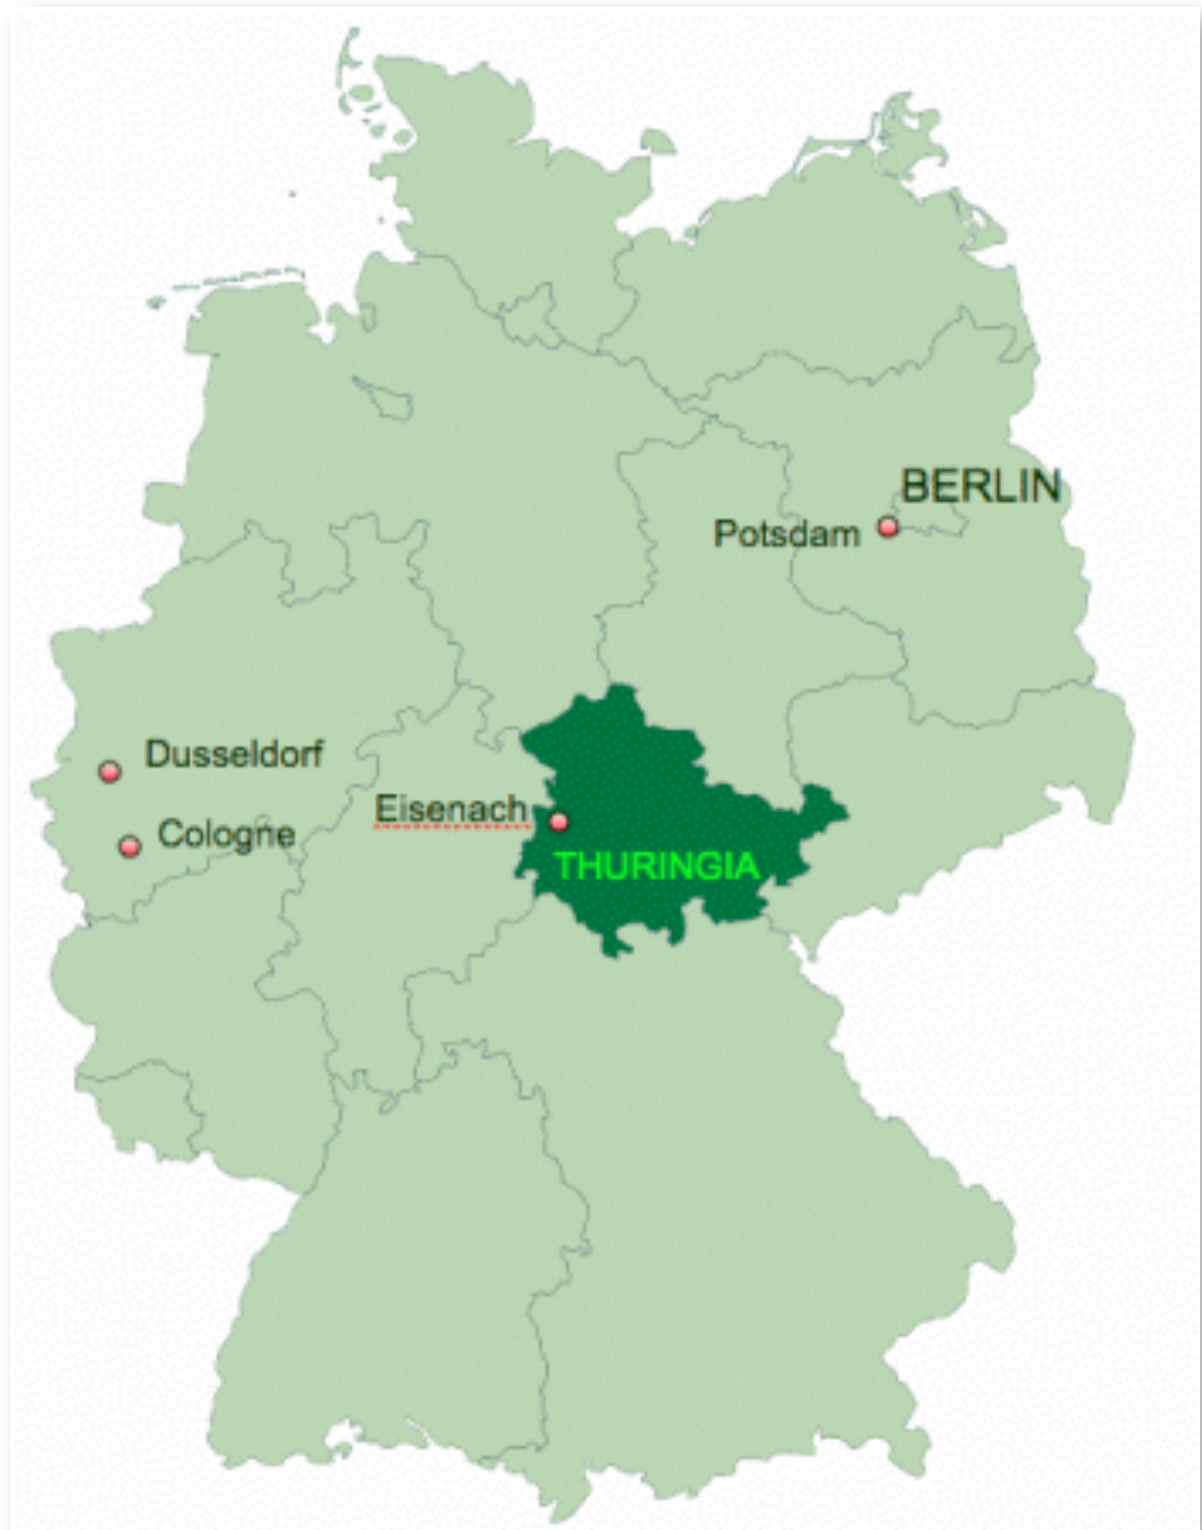 BERLIN
Potsdam
Dusseldorf
Eisenach
Cologne
THURINGIA